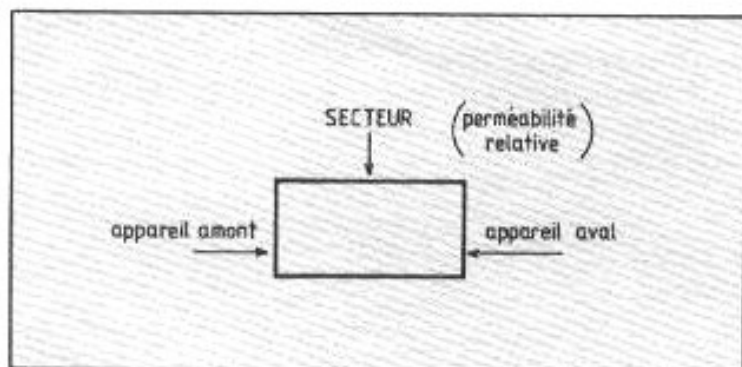 SECTEUR
(perméabilité
relative)
appareil amont
appareil aval